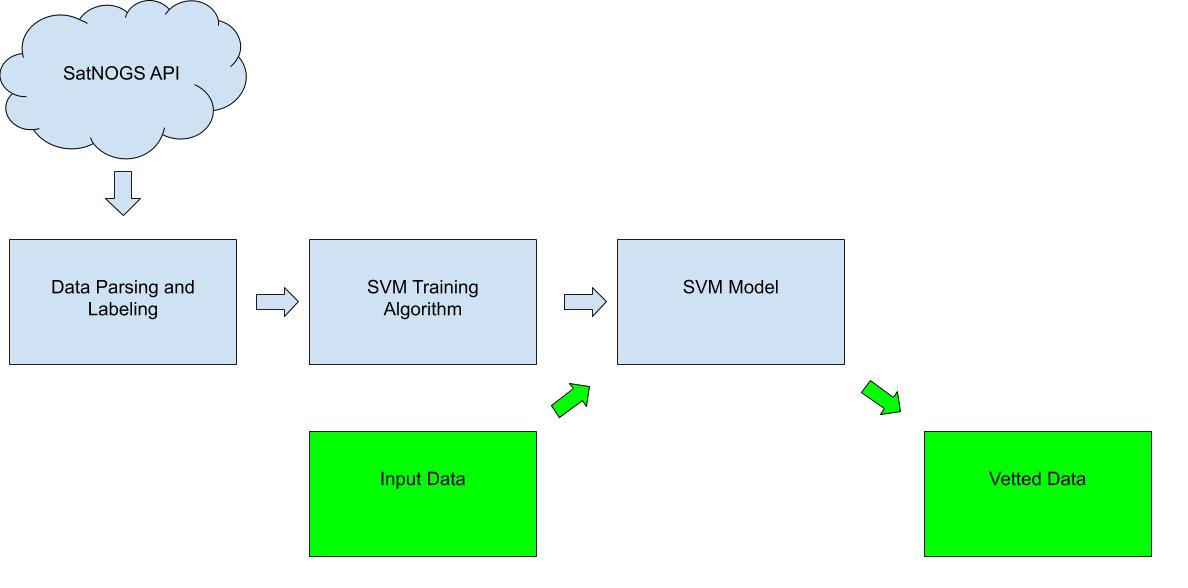 SatNOGS API
Data Parsing and
Labeling
SVM Training
Algorithm
SVM Model
Input Data
Vetted Data